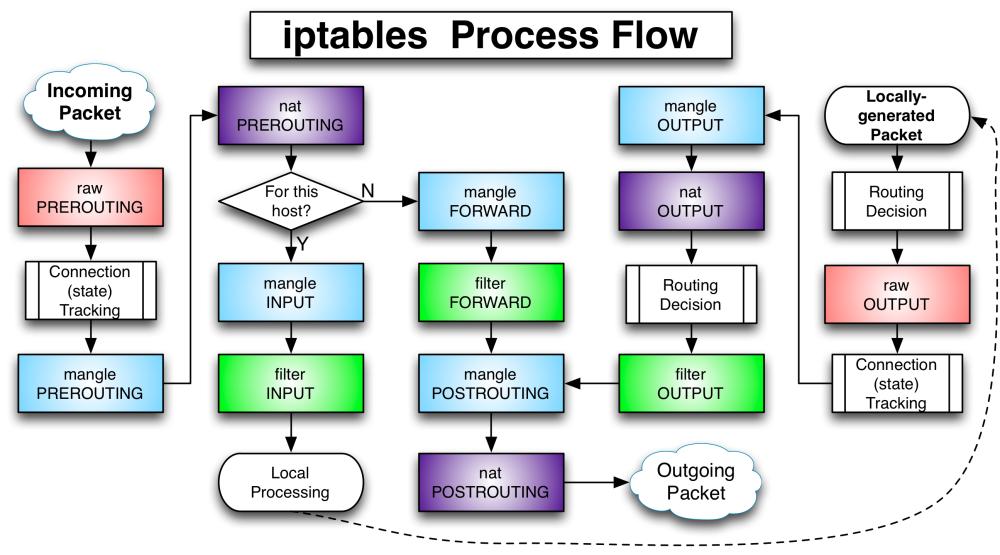 iptables  Process Flow
Incoming
Packet
raw
PREROUTING
Connection
(state)
Tracking
mangle
PREROUTING
nat
PREROUTING
For this
host?
N
Y
mangle
INPUT
filter
INPUT
Local
Processing
mangle
FORWARD
filter
FORWARD
mangle
POSTROUTING
nat
POSTROUTING
mangle
OUTPUT
nat
OUTPUT
Routing
Decision
filter
OUTPUT
Outgoing
Packet
Locally-
generated
Packet
Routing
Decision
raw
OUTPUT
Connection
(state)
Tracking